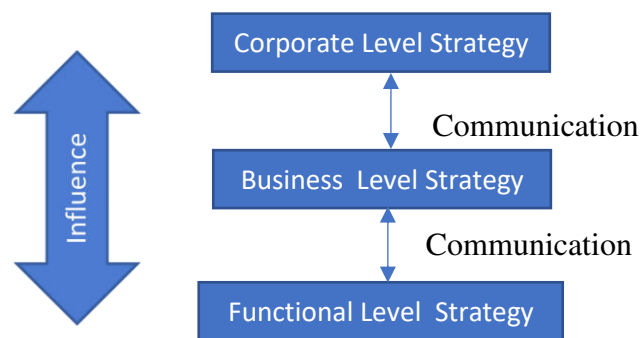 Corporate Level Strategy
Communication
Influence
Business Level Strategy
Communication
Functional Level Strategy